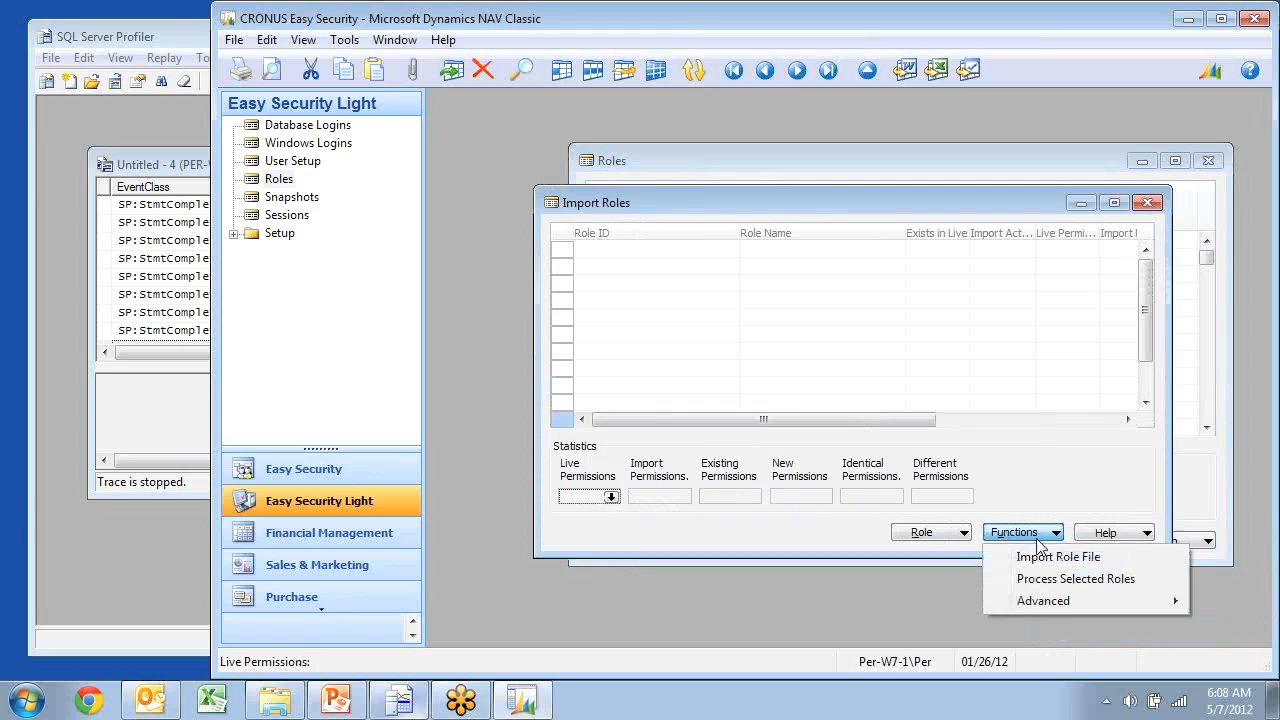 SQL Server Profiler
File Edit View Replay To
Untitled - 4 (PER-W
EventClass
SP:StmtComple
SP:StmtComple
SP:StmtComple
SP:StmtComple
SP:StmtComple
SP:StmtComple
SP:StmtComple
SP:StmtComple
Trace is stopped.
CRONUS Easy Security - Microsoft Dynamics NAV Classic
File Edit View Tools Window Help
Easy Security Light
Database Logins
Windows Logins
User Setup
Roles
Snapshots
Sessions
Setup
Easy Security
Easy Security Light
Financial Management
Sales & Marketing
Purchase
Roles
Import Roles
Role ID Role Name Exists in Live Import Act... Live Permi... Import
Statistics
Live Permissions
Import Permissions.
Existing Permissions
New Permissions
Identical Permissions.
Different Permissions
Role Functions Help
Import Role File
Process Selected Roles
Advanced
Live Permissions:
Per-W7-1\Per 01/26/12
6:08 AM
5/7/2012